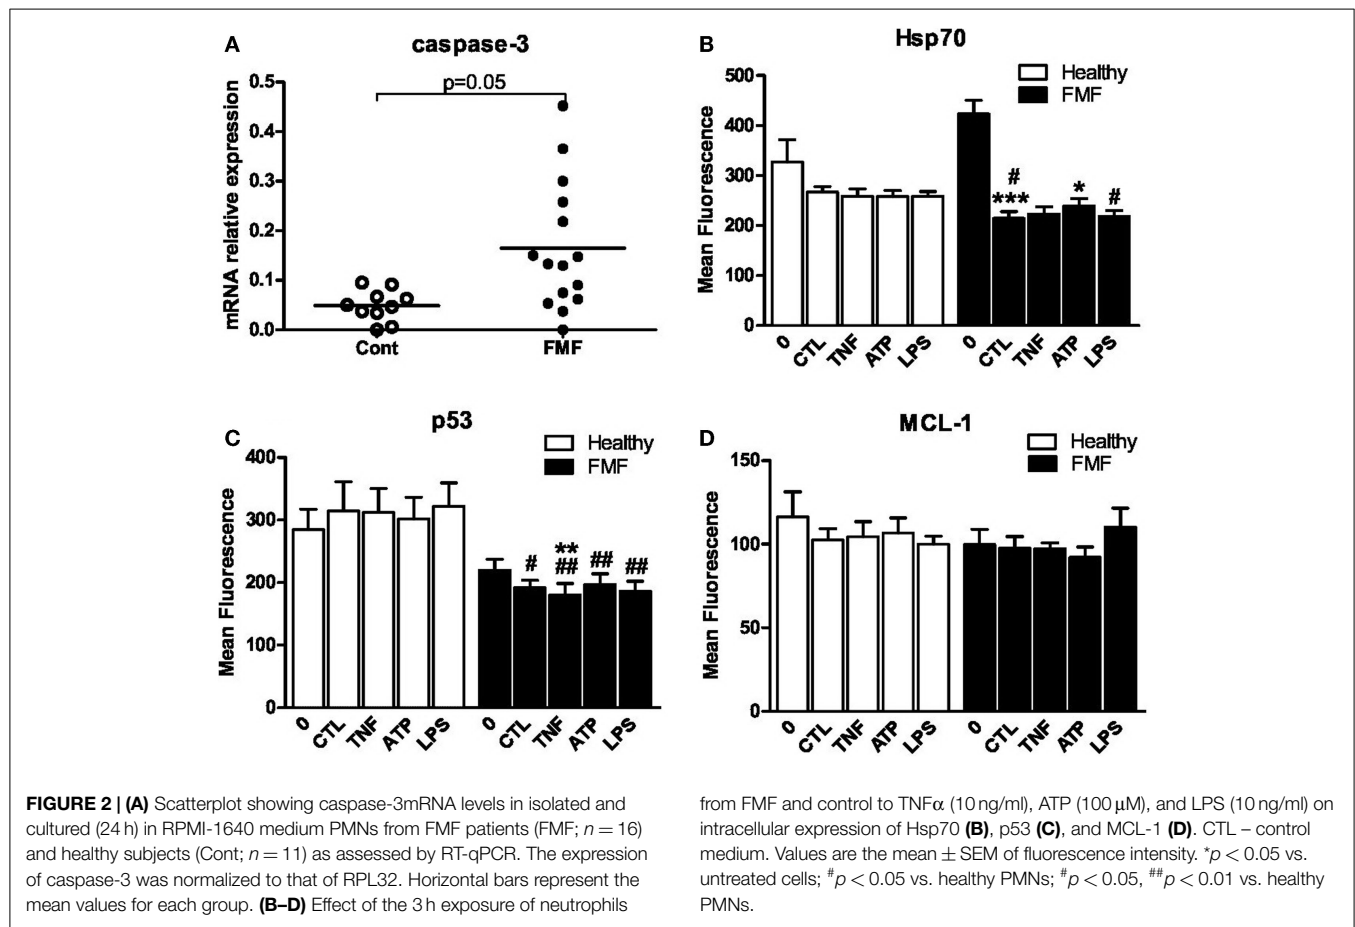 A
caspase-3
p=0.05
mRNA relative expression
0.5
0.4
0.3
0.2
0.1
0.0
Cont
FMF
B
Hsp70
Healthy
FMF
Mean Fluorescence
500
400
300
200
100
0
#
***
*
#
0
CTL
TNF
ATP
LPS
0
CTL
TNF
ATP
LPS
C
p53
Healthy
FMF
Mean Fluorescence
400
300
200
100
0
#
**
##
##
##
0
CTL
TNF
ATP
LPS
0
CTL
TNF
ATP
LPS
D
MCL-1
Healthy
FMF
Mean Fluorescence
150
100
50
0
0
CTL
TNF
ATP
LPS
0
CTL
TNF
ATP
LPS
FIGURE 2 | (A) Scatterplot showing caspase-3mRNA levels in isolated and
cultured (24 h) in RPMI-1640 medium PMNs from FMF patients (FMF; n = 16)
and healthy subjects (Cont; n = 11) as assessed by RT-qPCR. The expression
of caspase-3 was normalized to that of RPL32. Horizontal bars represent the
mean values for each group. (B–D) Effect of the 3 h exposure of neutrophils
from FMF and control to TNFα (10 ng/ml), ATP (100 μM), and LPS (10 ng/ml) on
intracellular expression of Hsp70 (B), p53 (C), and MCL-1 (D). CTL – control
medium. Values are the mean ± SEM of fluorescence intensity. *p < 0.05 vs.
untreated cells; #p < 0.05 vs. healthy PMNs; #p < 0.05, ##p < 0.01 vs. healthy
PMNs.